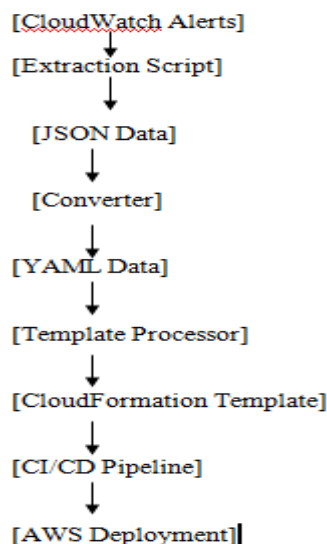 [CloudWatch Alerts]
[Extraction Script]
[JSON Data]
[Converter]
[YAML Data]
[Template Processor]
[CloudFormation Template]
[CI/CD Pipeline]
[AWS Deployment]